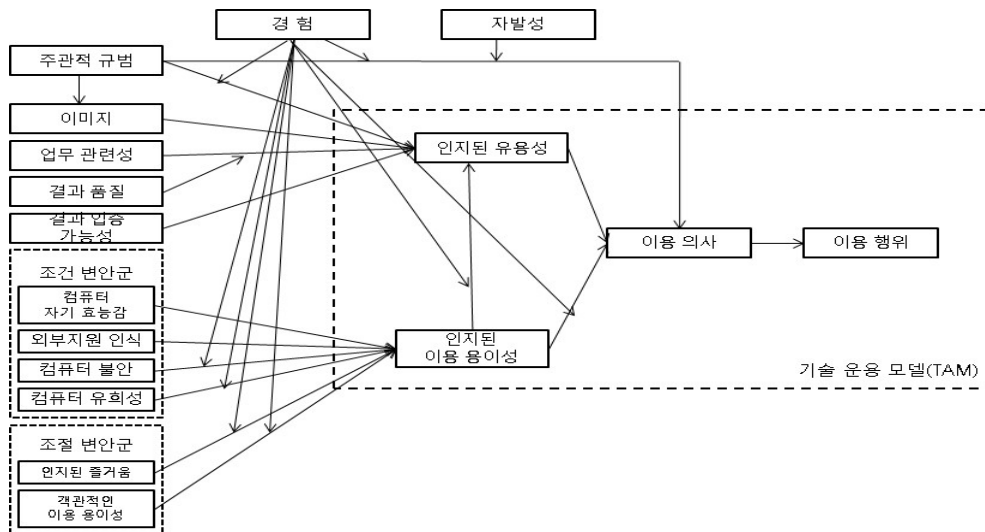 경 험
자발성
주관적 규범
이미지
업무 관련성
결과 품질
결과 입증
가능성
인지된 유용성
이용 의사
이용 행위
조건 변안군
컴퓨터
자기 효능감
외부지원 인식
컴퓨터 불안
컴퓨터 유희성
인지된
이용 용이성
기술 운용 모델(TAM)
조절 변안군
인지된 즐거움
객관적인
이용 용이성